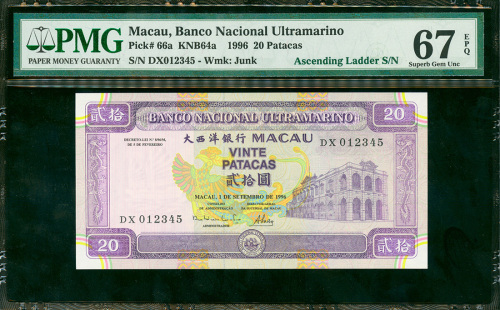 PMG
PAPER MONEY GUARANTY
Macau, Banco Nacional Ultramarino
Pick# 66a KNB64a 1996 20 Patacas
S/N DX012345 - Wmk: Junk
Ascending Ladder S/N
67 EPQ
Superb Gem Unc
貳拾
BANCO NACIONAL ULTRAMARINO
20
大西洋銀行 MACAU
DX 012345
VINTE
PATACAS
貳拾圓
MACAU, 1 DE SETEMBRO DE 1996
DX 012345
20
貳拾